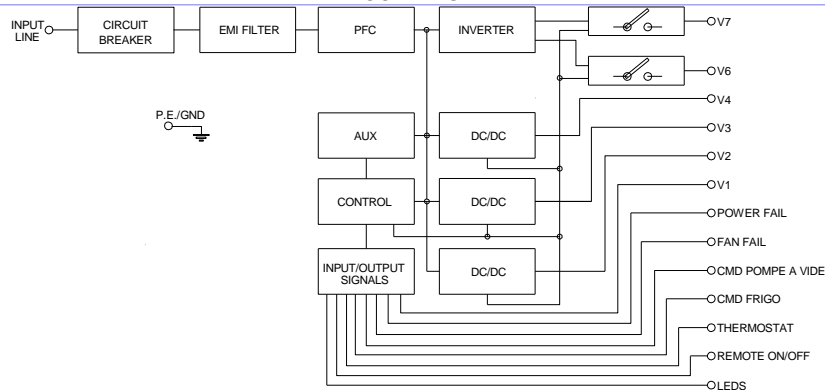 INPUT
LINE
CIRCUIT
BREAKER
EMI FILTER
PFC
INVERTER
V7
V6
P.E./GND
V4
AUX
DC/DC
V3
V2
CONTROL
DC/DC
V1
POWER FAIL
FAN FAIL
INPUT/OUTPUT
SIGNALS
DC/DC
CMD POMPE A VIDE
CMD FRIGO
THERMOSTAT
REMOTE ON/OFF
LEDS